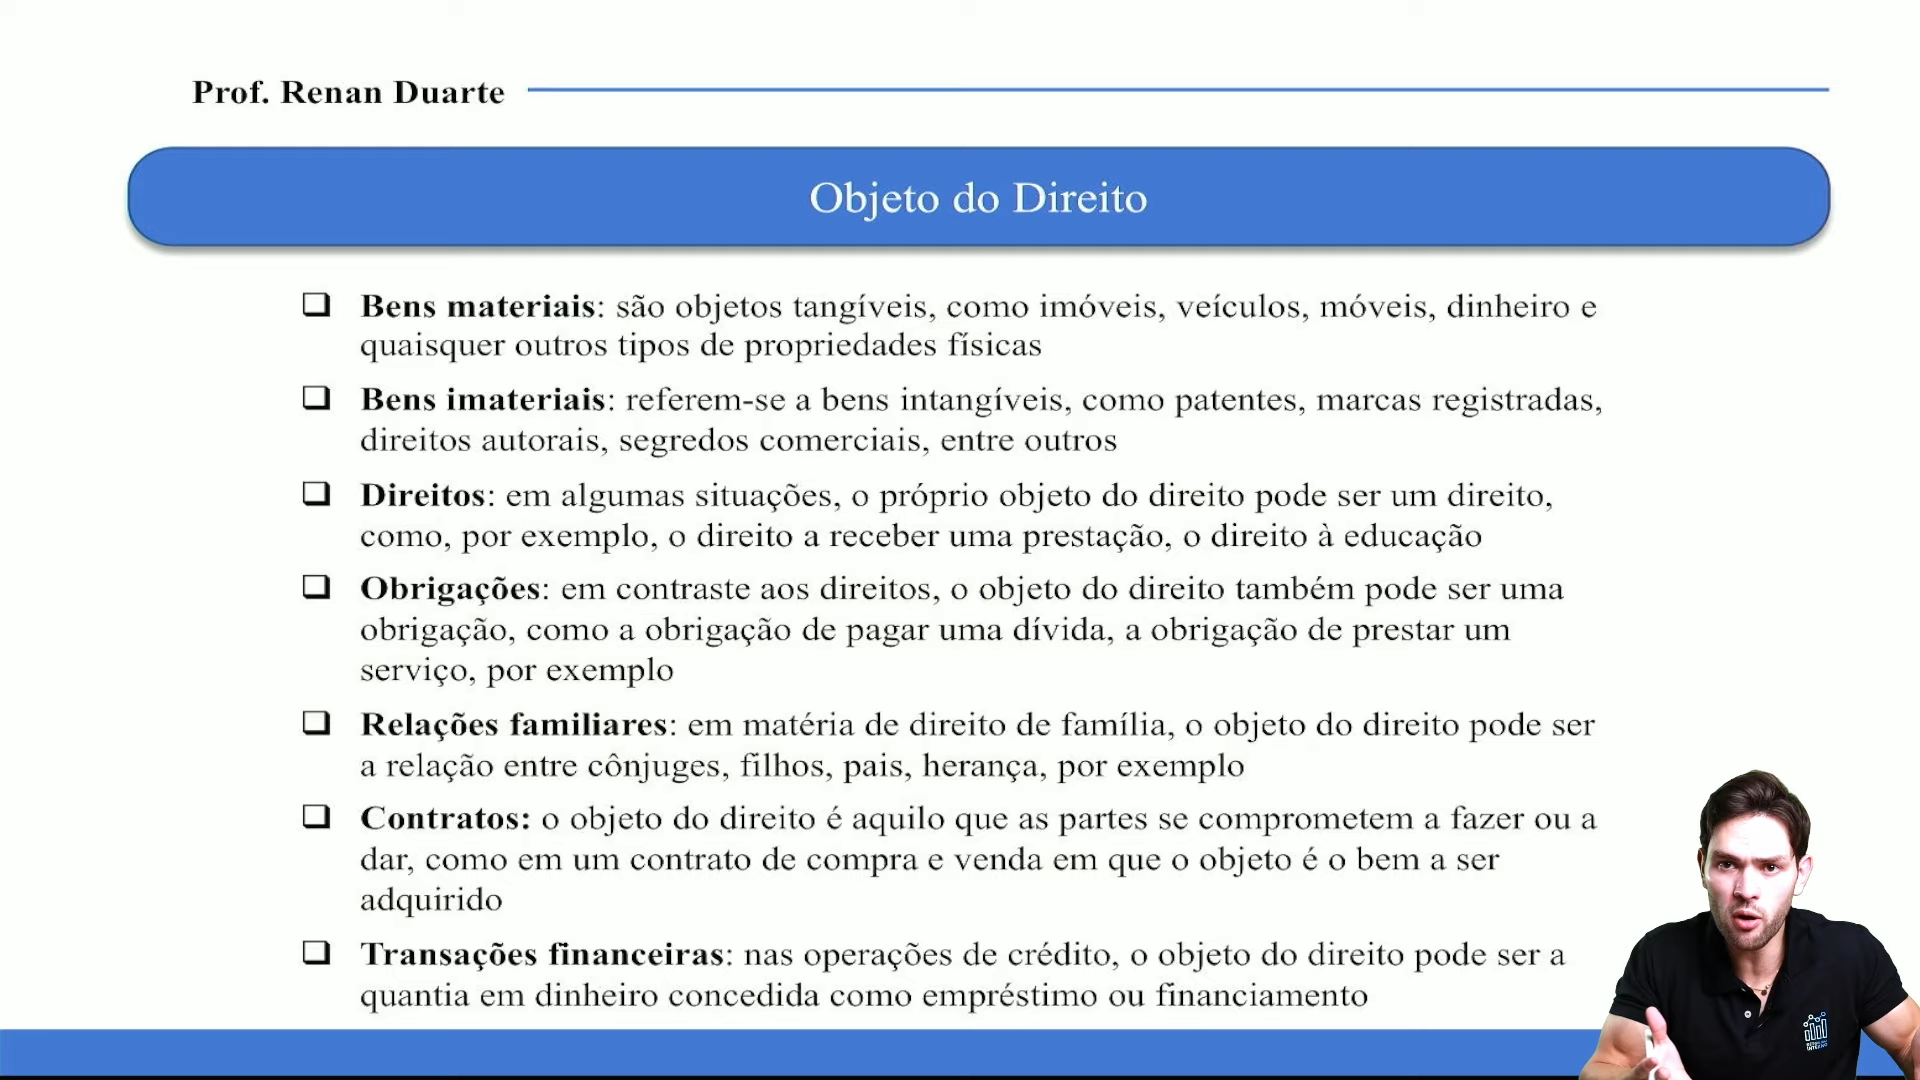 Prof. Renan Duarte
Objeto do Direito
Bens materiais: são objetos tangíveis, como imóveis, veículos, móveis, dinheiro e
quaisquer outros tipos de propriedades físicas
Bens imateriais: referem-se a bens intangíveis, como patentes, marcas registradas,
direitos autorais, segredos comerciais, entre outros
Direitos: em algumas situações, o próprio objeto do direito pode ser um direito,
como, por exemplo, o direito a receber uma prestação, o direito à educação
Obrigações: em contraste aos direitos, o objeto do direito também pode ser uma
obrigação, como a obrigação de pagar uma dívida, a obrigação de prestar um
serviço, por exemplo
Relações familiares: em matéria de direito de família, o objeto do direito pode ser
a relação entre cônjuges, filhos, pais, herança, por exemplo
Contratos: o objeto do direito é aquilo que as partes se comprometem a fazer ou a
dar, como em um contrato de compra e venda em que o objeto é o bem a ser
adquirido
Transações financeiras: nas operações de crédito, o objeto do direito pode ser a
quantia em dinheiro concedida como empréstimo ou financiamento